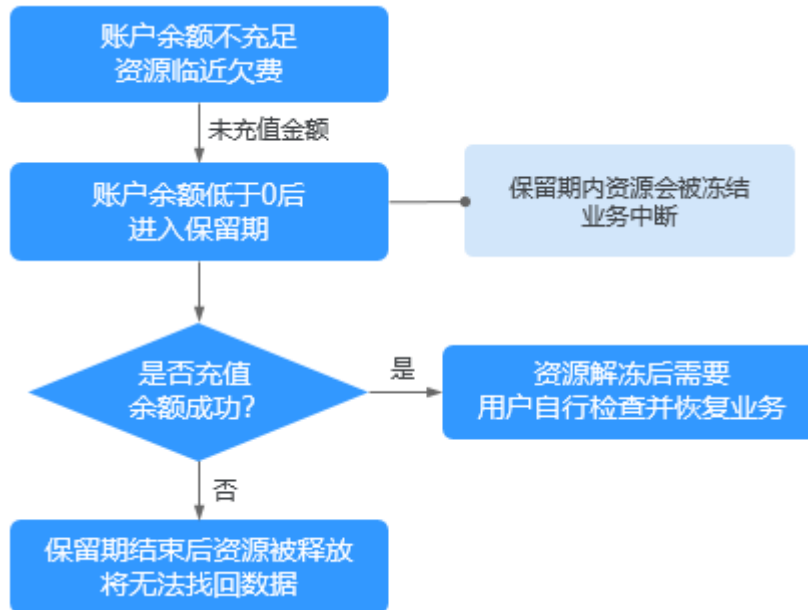 账户余额不充足
资源临近欠费
未充值金额
账户余额低于0后
进入保留期
保留期内资源会被冻结
业务中断
是否充值
余额成功?
是
资源解冻后需要
用户自行检查并恢复业务
否
保留期结束后资源被释放
将无法找回数据